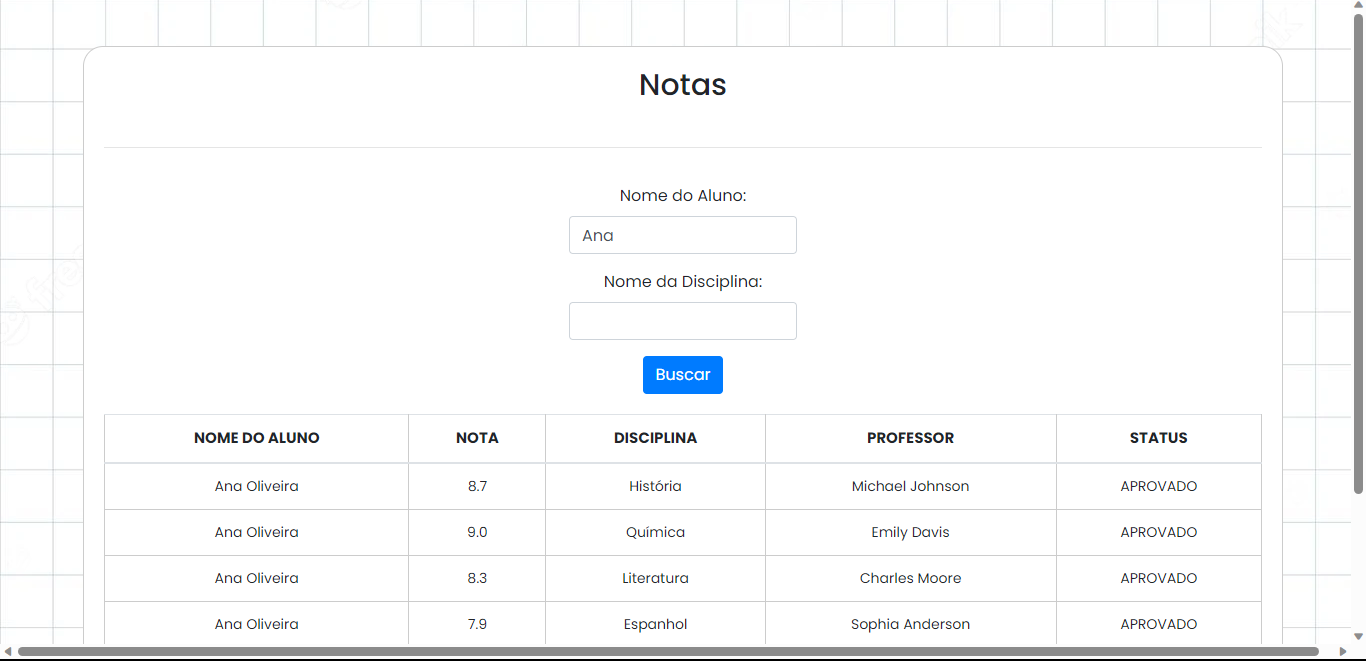 Notas
Nome do Aluno:
Ana
Nome da Disciplina:
Buscar
NOME DO ALUNO NOTA DISCIPLINA PROFESSOR STATUS
Ana Oliveira 8.7 História Michael Johnson APROVADO
Ana Oliveira 9.0 Química Emily Davis APROVADO
Ana Oliveira 8.3 Literatura Charles Moore APROVADO
Ana Oliveira 7.9 Espanhol Sophia Anderson APROVADO